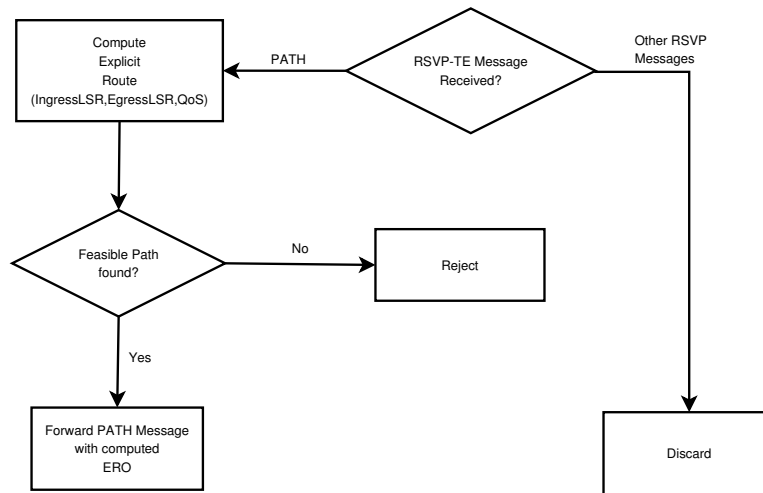 Compute
Explicit
Route
(IngressLSR,EgressLSR,QoS)
PATH
RSVP-TE Message
Received?
Other RSVP
Messages
Feasible Path
found?
No
Reject
Yes
Forward PATH Message
with computed
ERO
Discard